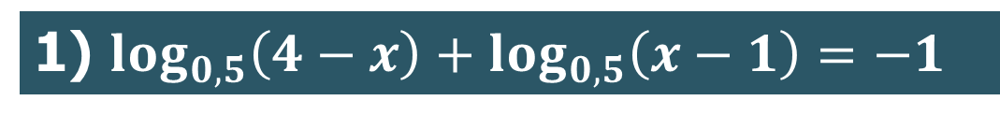 1) log₀,₅(4 − x) + log₀,₅(x − 1) = −1